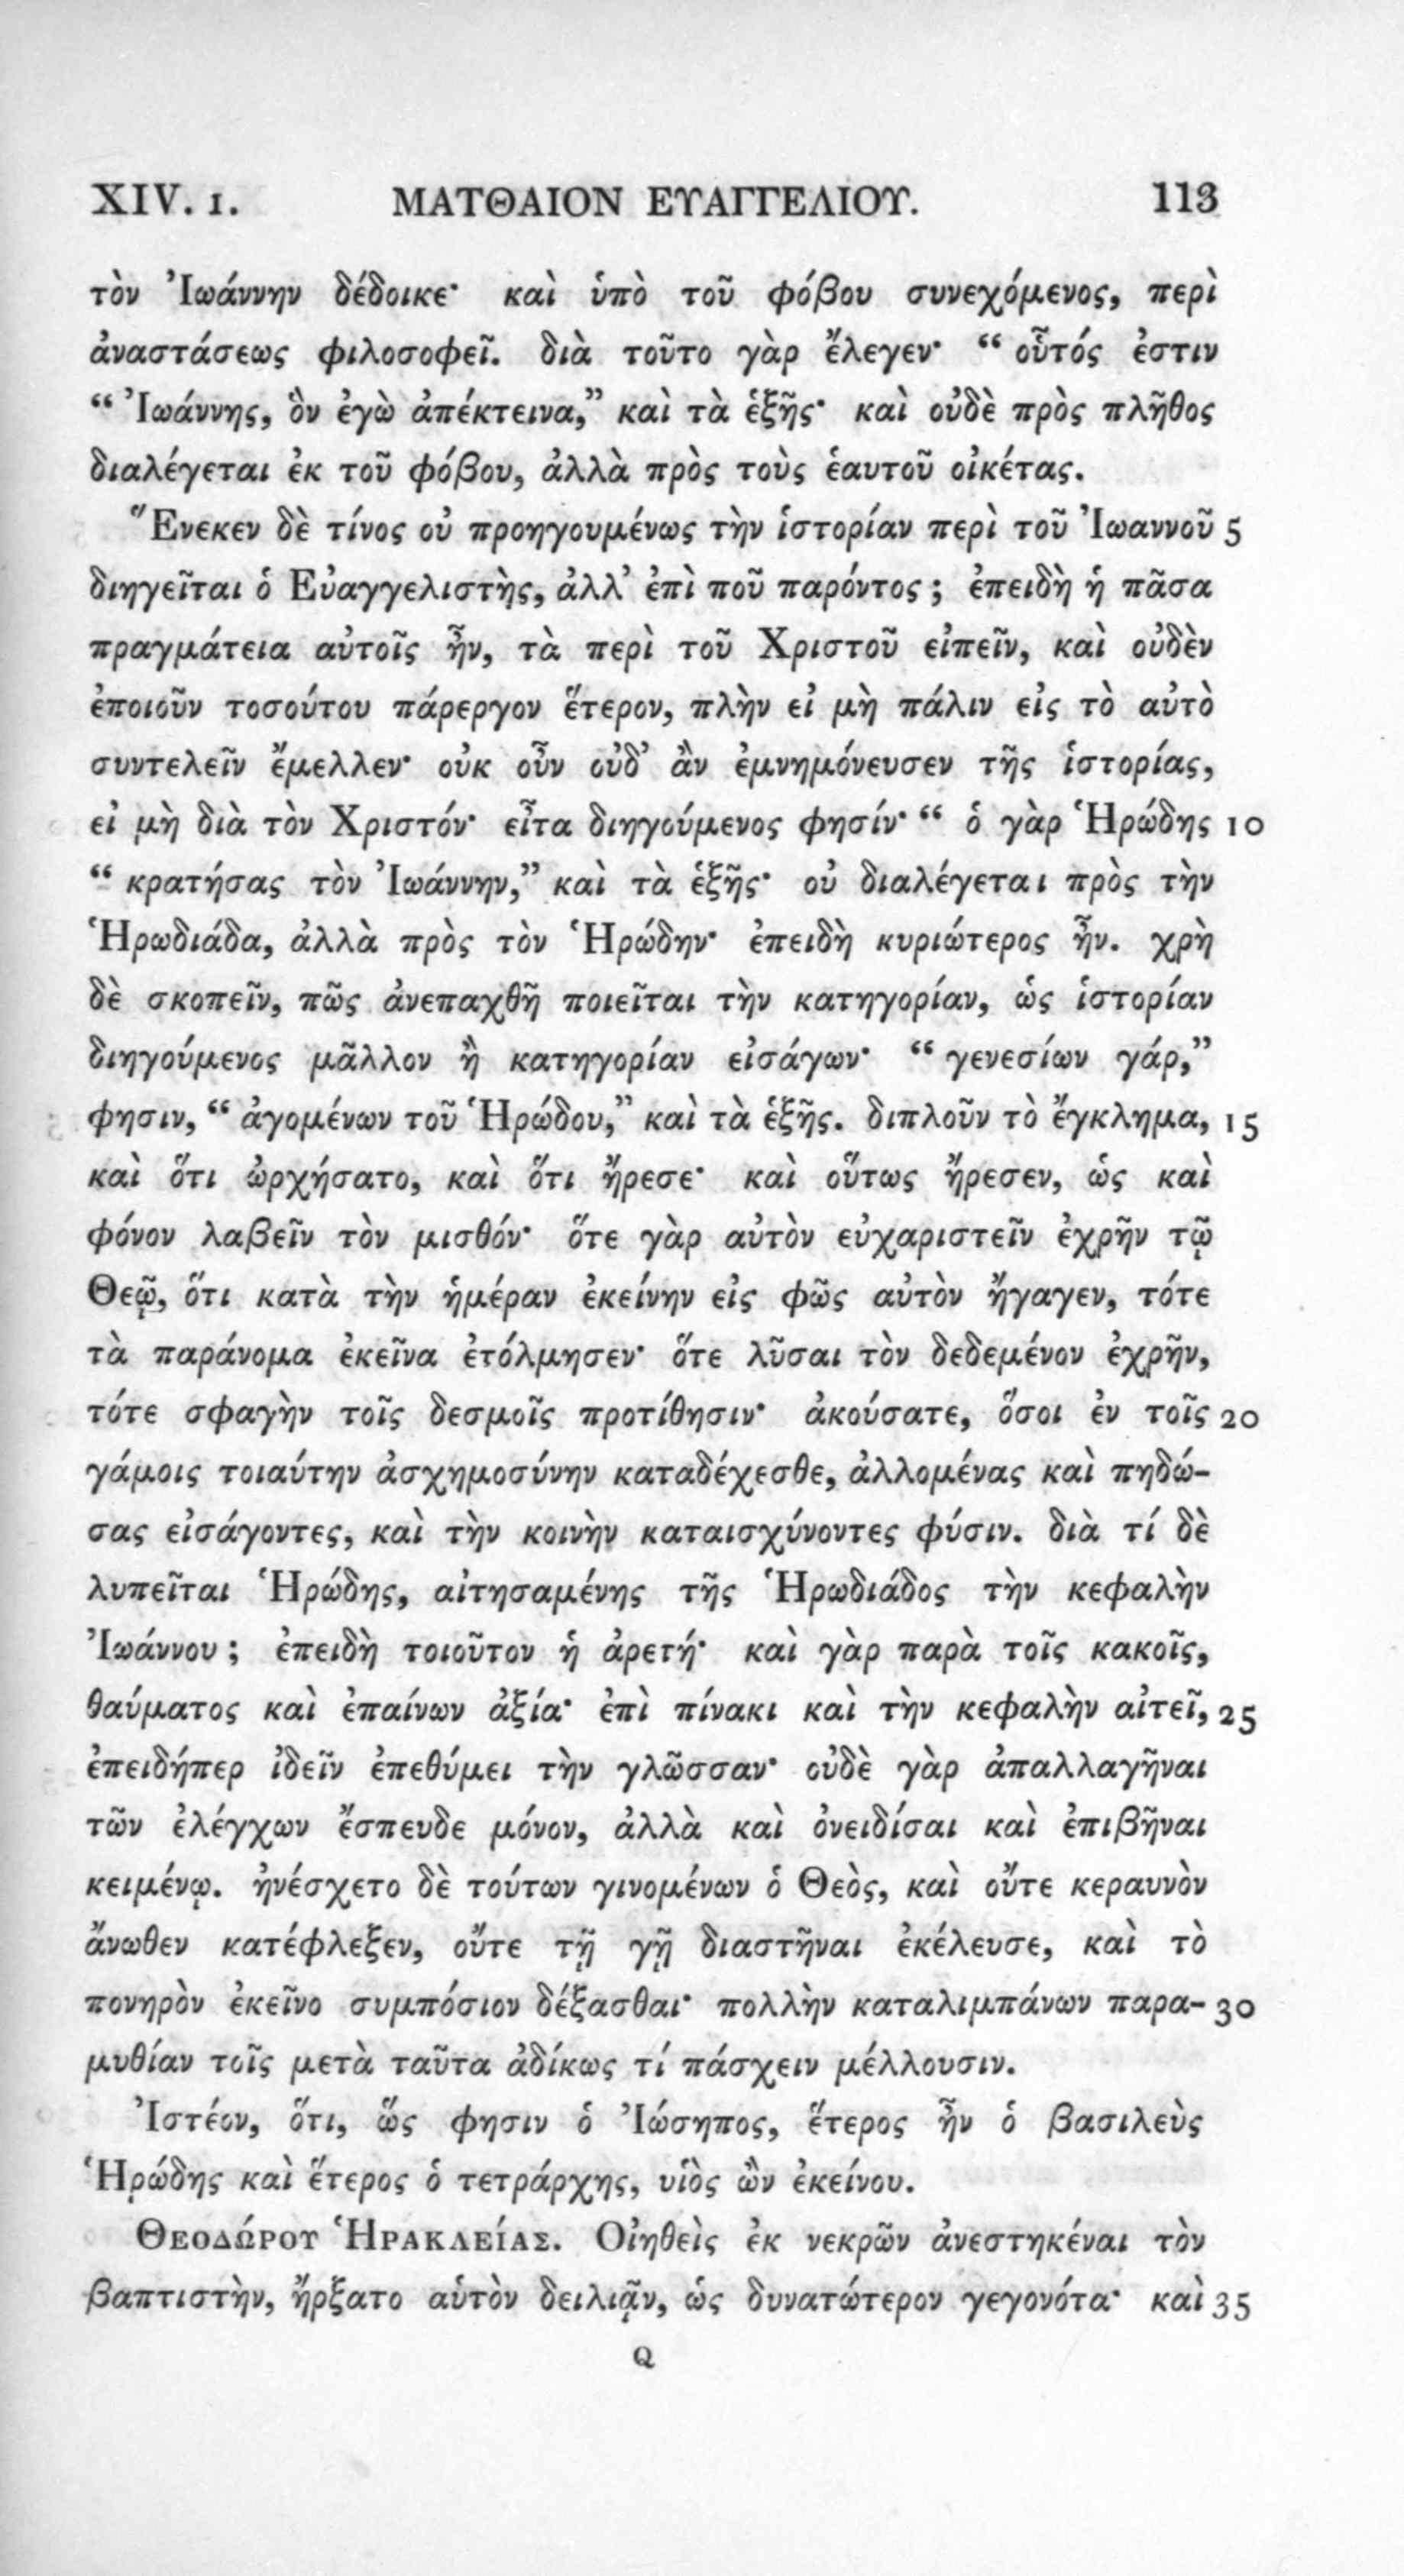 XIV. 1. ΜΑΤΘΑΙΟΝ ΕΥΑΓΓΕΛΙΟΥ. 113
τὸν Ἰωάννην δέδοικε· καὶ ὑπὸ τοῦ φόβου συνεχόμενος, περὶ
ἀναστάσεως φιλοσοφεῖ. διὰ τοῦτο γὰρ ἔλεγεν· “ οὗτός ἐστιν
“ Ἰωάννης, ὃν ἐγὼ ἀπέκτεινα,” καὶ τὰ ἑξῆς· καὶ οὐδὲ πρὸς πλῆθος
διαλέγεται ἐκ τοῦ φόβου, ἀλλὰ πρὸς τοὺς ἑαυτοῦ οἰκέτας.
Ἕνεκεν δὲ τίνος οὐ προηγουμένως τὴν ἱστορίαν περὶ τοῦ Ἰωαννοῦ 5
διηγεῖται ὁ Εὐαγγελιστὴς, ἀλλ’ ἐπὶ ποῦ παρόντος ; ἐπειδὴ ἡ πᾶσα
πραγμάτεια αὐτοῖς ἦν, τὰ περὶ τοῦ Χριστοῦ εἰπεῖν, καὶ οὐδὲν
ἐποιοῦν τοσούτου πάρεργον ἕτερον, πλὴν εἰ μὴ πάλιν εἰς τὸ αὐτὸ
συντελεῖν ἔμελλεν· οὐκ οὖν οὐδ’ ἂν ἐμνημόνευσεν τῆς ἱστορίας,
εἰ μὴ διὰ τὸν Χριστόν· εἶτα διηγούμενος φησίν· “ ὁ γὰρ Ἡρώδης 10
“ κρατήσας τὸν Ἰωάννην,” καὶ τὰ ἑξῆς· οὐ διαλέγεται πρὸς τὴν
Ἡρωδιάδα, ἀλλὰ πρὸς τὸν Ἡρώδην· ἐπειδὴ κυριώτερος ἦν. χρὴ
δὲ σκοπεῖν, πῶς ἀνεπαχθῆ ποιεῖται τὴν κατηγορίαν, ὡς ἱστορίαν
διηγούμενος μᾶλλον ἢ κατηγορίαν εἰσάγων· “ γενεσίων γάρ,”
φησιν, “ ἀγομένων τοῦ Ἡρώδου,” καὶ τὰ ἑξῆς. διπλοῦν τὸ ἔγκλημα, 15
καὶ ὅτι ὠρχήσατο, καὶ ὅτι ἤρεσε· καὶ οὕτως ἤρεσεν, ὡς καὶ
φόνον λαβεῖν τὸν μισθόν· ὅτε γὰρ αὐτὸν εὐχαριστεῖν ἐχρῆν τῷ
Θεῷ, ὅτι κατὰ τὴν ἡμέραν ἐκείνην εἰς φῶς αὐτὸν ἤγαγεν, τότε
τὰ παράνομα ἐκεῖνα ἐτόλμησεν· ὅτε λῦσαι τὸν δεδεμένον ἐχρῆν,
τότε σφαγὴν τοῖς δεσμοῖς προτίθησιν· ἀκούσατε, ὅσοι ἐν τοῖς 20
γάμοις τοιαύτην ἀσχημοσύνην καταδέχεσθε, ἁλλομένας καὶ πηδώ-
σας εἰσάγοντες, καὶ τὴν κοινὴν καταισχύνοντες φύσιν. διὰ τί δὲ
λυπεῖται Ἡρώδης, αἰτησαμένης τῆς Ἡρωδιάδος τὴν κεφαλὴν
Ἰωάννου ; ἐπειδὴ τοιοῦτον ἡ ἀρετή· καὶ γὰρ παρὰ τοῖς κακοῖς,
θαύματος καὶ ἐπαίνων ἀξία· ἐπὶ πίνακι καὶ τὴν κεφαλὴν αἰτεῖ, 25
ἐπειδήπερ ἰδεῖν ἐπεθύμει τὴν γλῶσσαν· οὐδὲ γὰρ ἀπαλλαγῆναι
τῶν ἐλέγχων ἔσπευδε μόνον, ἀλλὰ καὶ ὀνειδίσαι καὶ ἐπιβῆναι
κειμένῳ. ἠνέσχετο δὲ τούτων γινομένων ὁ Θεὸς, καὶ οὔτε κεραυνὸν
ἄνωθεν κατέφλεξεν, οὔτε τῇ γῇ διαστῆναι ἐκέλευσε, καὶ τὸ
πονηρὸν ἐκεῖνο συμπόσιον δέξασθαι· πολλὴν καταλιμπάνων παρα- 30
μυθίαν τοῖς μετὰ ταῦτα ἀδίκως τί πάσχειν μέλλουσιν.
Ἰστέον, ὅτι, ὥς φησιν ὁ Ἰώσηπος, ἕτερος ἦν ὁ βασιλεὺς
Ἡρώδης καὶ ἕτερος ὁ τετράρχης, υἱὸς ὢν ἐκείνου.
Θεοδώρου Ἡρακλείας. Οἰηθεὶς ἐκ νεκρῶν ἀνεστηκέναι τὸν
βαπτιστὴν, ἤρξατο αὐτὸν δειλιᾷν, ὡς δυνατώτερον γεγονότα· καὶ 35
Q